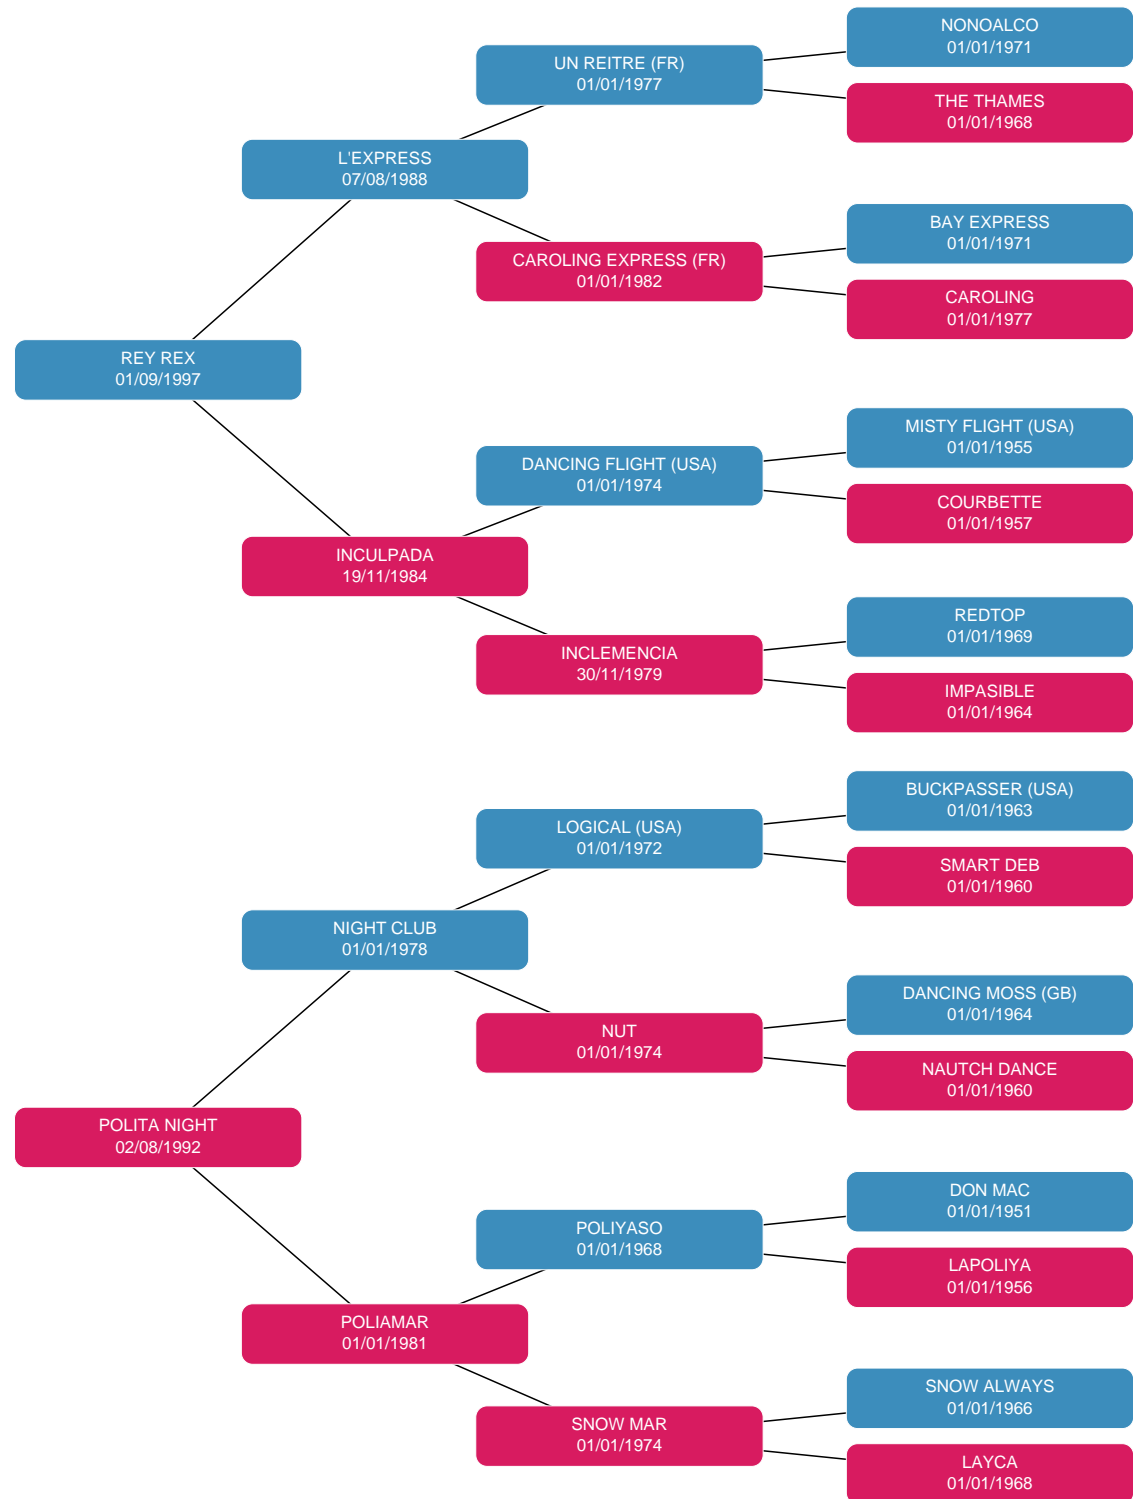 NONOALCO
01/01/1971
UN REITRE (FR)
01/01/1977
THE THAMES
01/01/1968
L'EXPRESS
07/08/1988
BAY EXPRESS
01/01/1971
CAROLING EXPRESS (FR)
01/01/1982
CAROLING
01/01/1977
REY REX
01/09/1997
MISTY FLIGHT (USA)
01/01/1955
DANCING FLIGHT (USA)
01/01/1974
COURBETTE
01/01/1957
INCULPADA
19/11/1984
REDTOP
01/01/1969
INCLEMENCIA
30/11/1979
IMPASIBLE
01/01/1964
BUCKPASSER (USA)
01/01/1963
LOGICAL (USA)
01/01/1972
SMART DEB
01/01/1960
NIGHT CLUB
01/01/1978
DANCING MOSS (GB)
01/01/1964
NUT
01/01/1974
NAUTCH DANCE
01/01/1960
POLITA NIGHT
02/08/1992
DON MAC
01/01/1951
POLIYASO
01/01/1968
LAPOLIYA
01/01/1956
POLIAMAR
01/01/1981
SNOW ALWAYS
01/01/1966
SNOW MAR
01/01/1974
LAYCA
01/01/1968